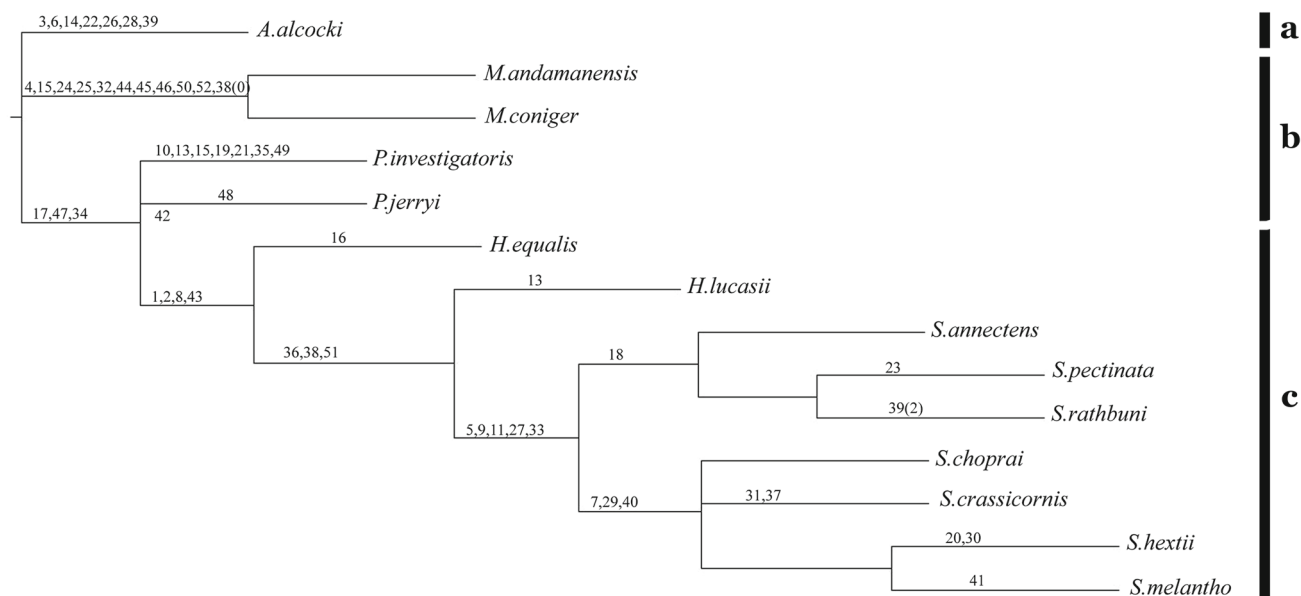 3,6,14,22,26,28,39
A.alcocki
a
M.andamanensis
4,15,24,25,32,44,45,46,50,52,38(0)
M.coniger
b
10,13,15,19,21,35,49
P.investigatoris
48
P.jerryi
17,47,34
42
16
H.equalis
13
H.lucasii
1,2,8,43
S.annectens
36,38,51
18
23
S.pectinata
39(2)
S.rathbuni
c
5,9,11,27,33
S.choprai
7,29,40
31,37
S.crassicornis
20,30
S.hextii
41
S.melantho